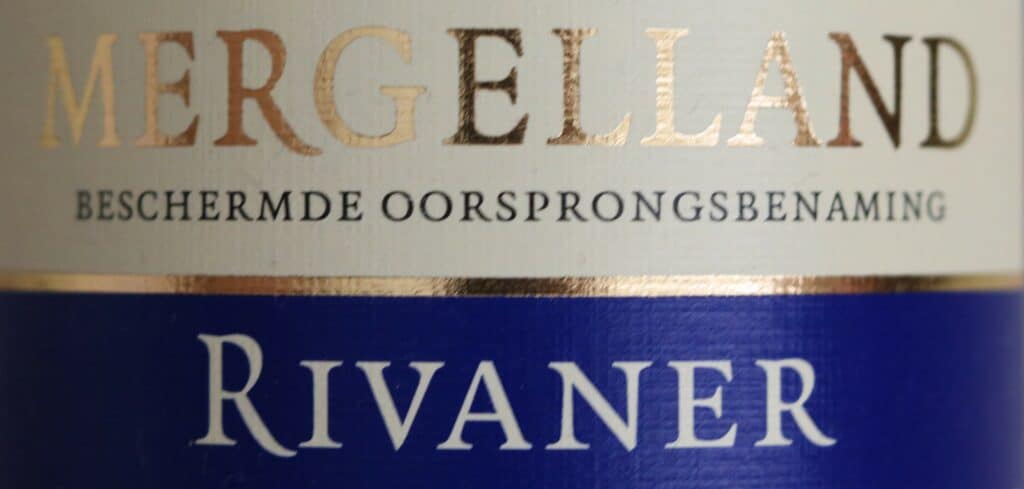 MERGELLAND
BESCHERMDE OORSPRONGSBENAMING
RIVANER